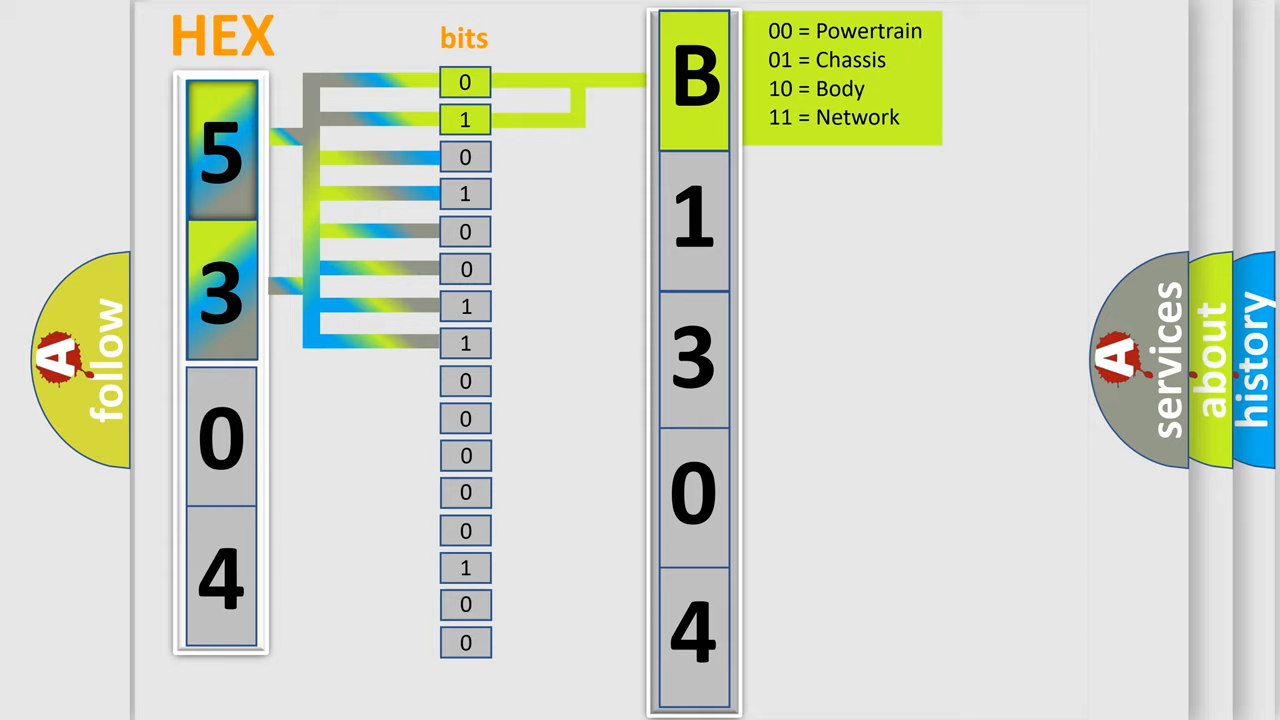 HEX
bits
5
3
0
4
0
1
0
1
0
0
1
1
0
0
0
0
0
1
0
0
B
1
3
0
4
00 = Powertrain
01 = Chassis
10 = Body
11 = Network
A
follow
A
services
about
history